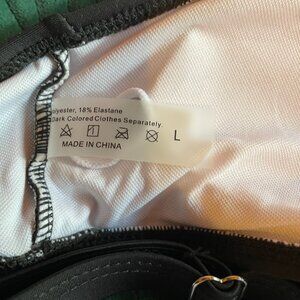 olyester, 18% Elastane
Dark Colored Clothes Separately
L
MADE IN CHINA